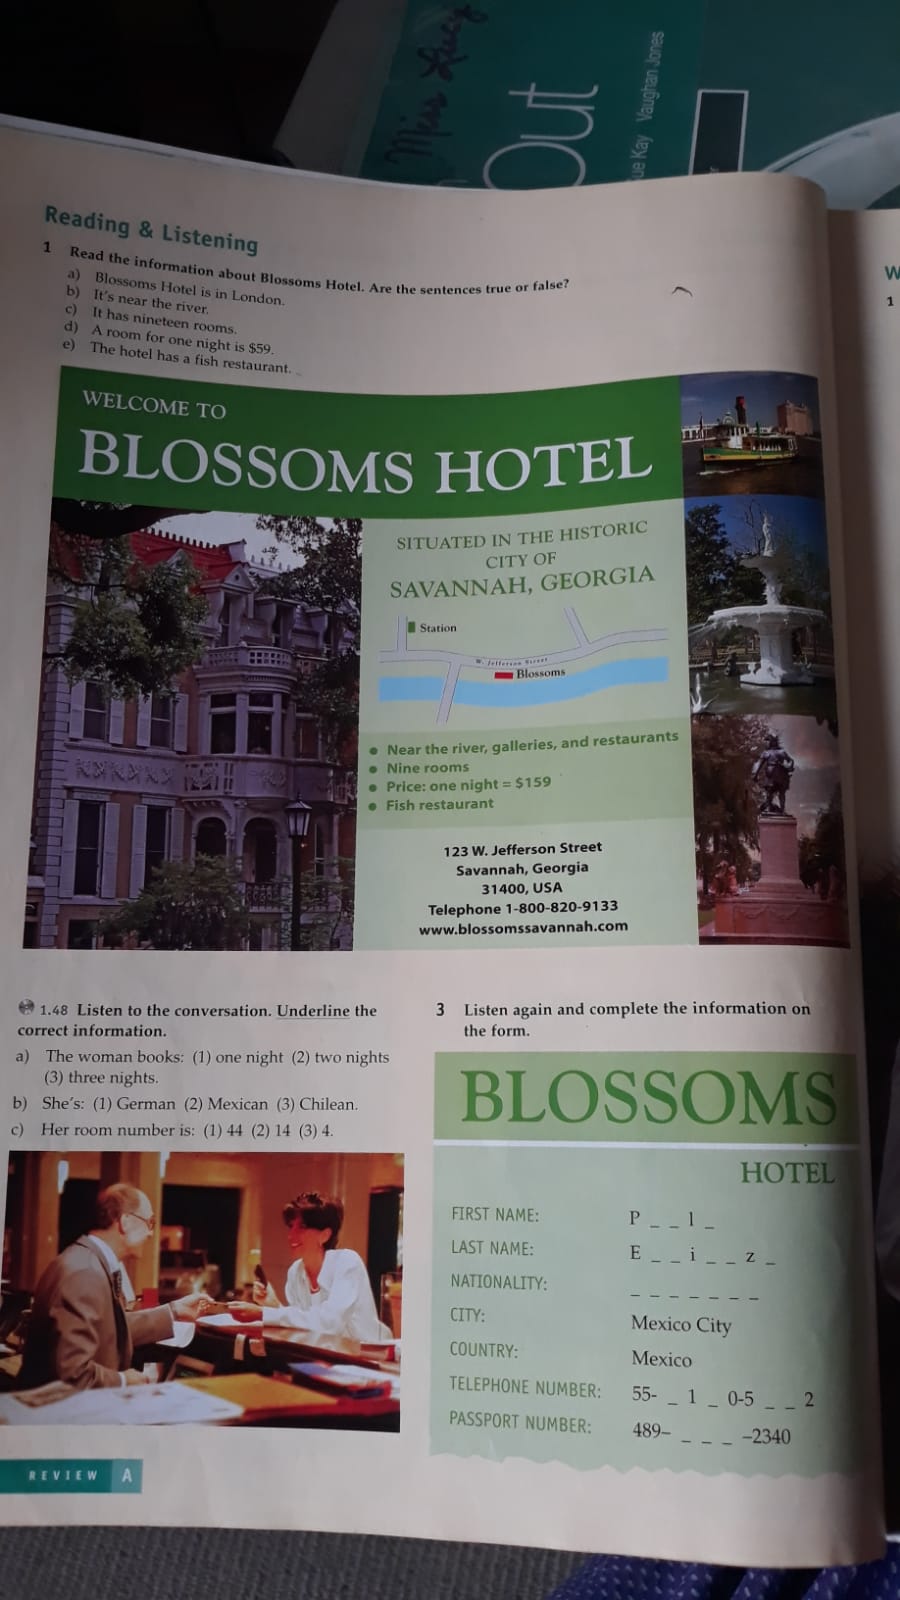 Miss Lucy
Out
ue Kay Vaughan Jones
Reading & Listening
1 Read the information about Blossoms Hotel. Are the sentences true or false?
a) Blossoms Hotel is in London.
b) It's near the river.
c) It has nineteen rooms.
d) A room for one night is $59.
e) The hotel has a fish restaurant.
WELCOME TO
BLOSSOMS HOTEL
SITUATED IN THE HISTORIC
CITY OF
SAVANNAH, GEORGIA
Station
W. Jefferson Street
Blossoms
• Near the river, galleries, and restaurants
• Nine rooms
• Price: one night = $159
• Fish restaurant
123 W. Jefferson Street
Savannah, Georgia
31400, USA
Telephone 1-800-820-9133
www.blossomssavannah.com
1.48 Listen to the conversation. Underline the
correct information.
a) The woman books: (1) one night (2) two nights
(3) three nights.
b) She's: (1) German (2) Mexican (3) Chilean.
c) Her room number is: (1) 44 (2) 14 (3) 4.
3 Listen again and complete the information on
the form.
BLOSSOMS
HOTEL
FIRST NAME: P _ _ l _
LAST NAME: E _ _ i _ _ z _
NATIONALITY: _ _ _ _ _ _ _
CITY: Mexico City
COUNTRY: Mexico
TELEPHONE NUMBER: 55- _ 1 _ 0-5 _ _ 2
PASSPORT NUMBER: 489– _ _ _ –2340
REVIEW A
W
1